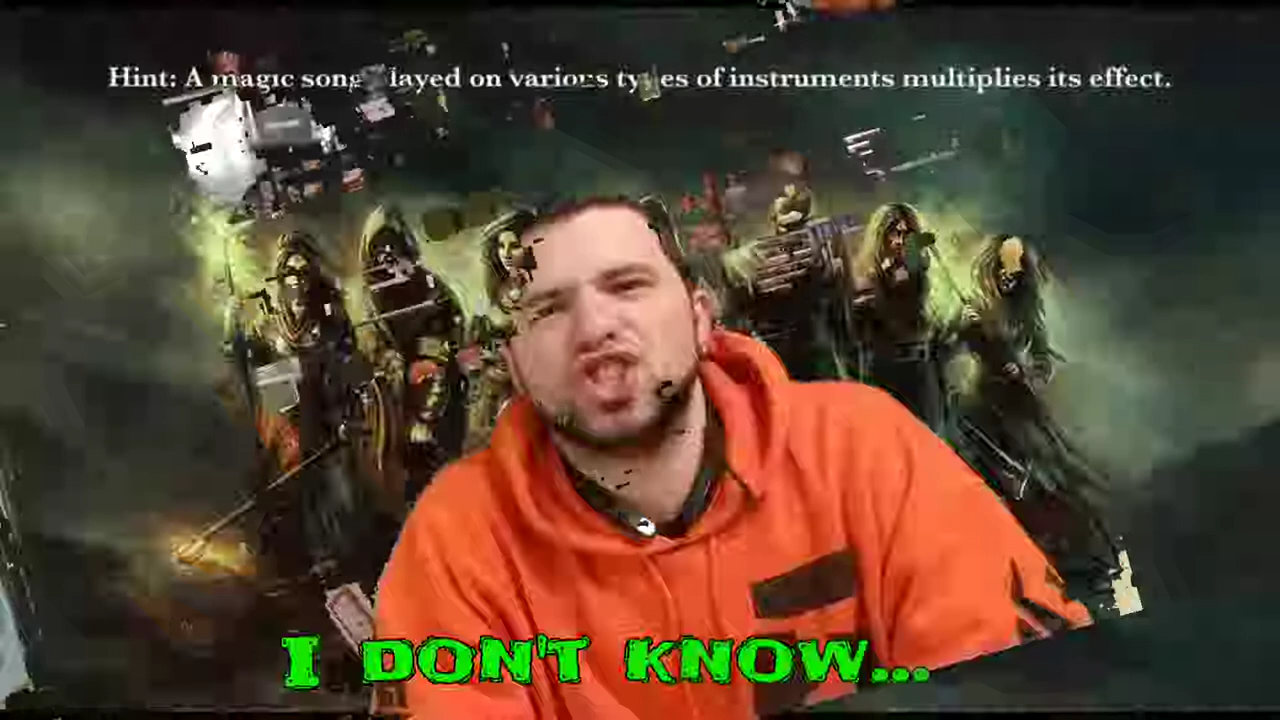 Hint: A magic song played on various types of instruments multiplies its effect.
I DON'T KNOW...